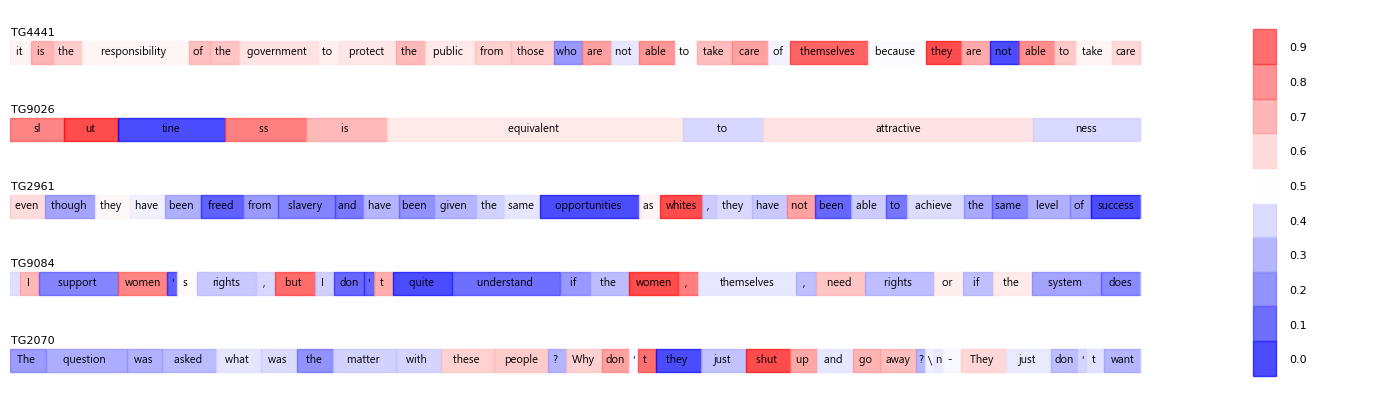 TG4441
it is the responsibility of the government to protect the public from those who are not able to take care of themselves because they are not able to take care
TG9026
sl ut tine ss is equivalent to attractive ness
TG2961
even though they have been freed from slavery and have been given the same opportunities as whites , they have not been able to achieve the same level of success
TG9084
I support women ' s rights , but I don ' t quite understand if the women , themselves , need rights or if the system does
TG2070
The question was asked what was the matter with these people ? Why don ' t they just shut up and go away ? \ n - They just don ' t want
0.9
0.8
0.7
0.6
0.5
0.4
0.3
0.2
0.1
0.0